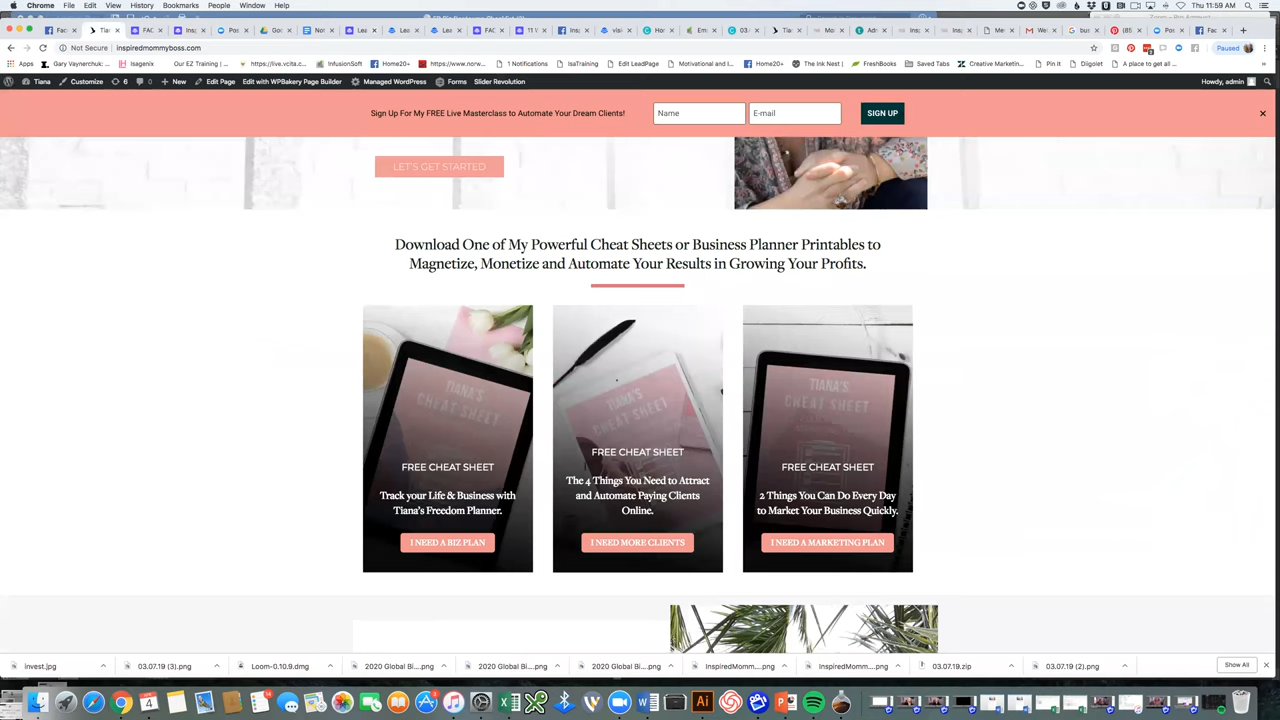 Chrome File Edit View History Bookmarks People Window Help
Thu 11:59 AM
Not Secure | inspiredmommyboss.com
Paused
Apps Gary Vaynerchuk: ... Isagenix Our EZ Training | ... https://live.vcita.c... InfusionSoft Home20+ https://www.norw... 1 Notifications IsaTraining Edit LeadPage Motivational and I... Home20+ The Ink Nest | ... FreshBooks Saved Tabs Creative Marketin... Pin It Diigolet A place to get all ...
Tiana Customize 6 0 New Edit Page Edit with WPBakery Page Builder Managed WordPress Forms Slider Revolution Howdy, admin
Sign Up For My FREE Live Masterclass to Automate Your Dream Clients!
Name
E-mail
SIGN UP
LET'S GET STARTED
Download One of My Powerful Cheat Sheets or Business Planner Printables to
Magnetize, Monetize and Automate Your Results in Growing Your Profits.
TIANA'S
CHEAT SHEET
FREE CHEAT SHEET
Track your Life & Business with
Tiana's Freedom Planner.
I NEED A BIZ PLAN
TIANA'S
CHEAT SHEET
FREE CHEAT SHEET
The 4 Things You Need to Attract
and Automate Paying Clients
Online.
I NEED MORE CLIENTS
TIANA'S
CHEAT SHEET
FREE CHEAT SHEET
2 Things You Can Do Every Day
to Market Your Business Quickly.
I NEED A MARKETING PLAN
invest.jpg 03.07.19 (3).png Loom-0.10.9.dmg 2020 Global Bi....png 2020 Global Bi....png 2020 Global Bi....png InspiredMomm....png InspiredMomm....png 03.07.19.zip 03.07.19 (2).png Show All